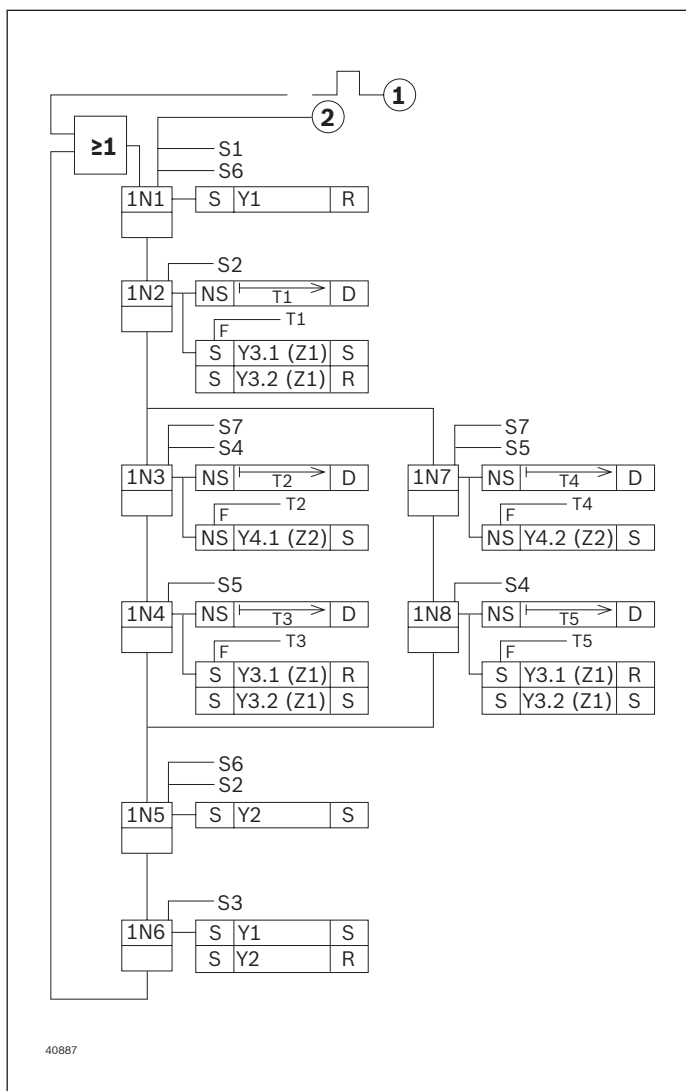 1
2
≥1
S1
S6
1N1 S Y1 R
S2
1N2 NS T1 D
T1
F
S Y3.1 (Z1) S
S Y3.2 (Z1) R
S7
S4
1N3 NS T2 D
T2
F
NS Y4.1 (Z2) S
S7
S5
1N7 NS T4 D
T4
F
NS Y4.2 (Z2) S
S5
1N4 NS T3 D
T3
F
S Y3.1 (Z1) R
S Y3.2 (Z1) S
S4
1N8 NS T5 D
T5
F
S Y3.1 (Z1) R
S Y3.2 (Z1) S
S6
S2
1N5 S Y2 S
S3
1N6 S Y1 S
S Y2 R
40887